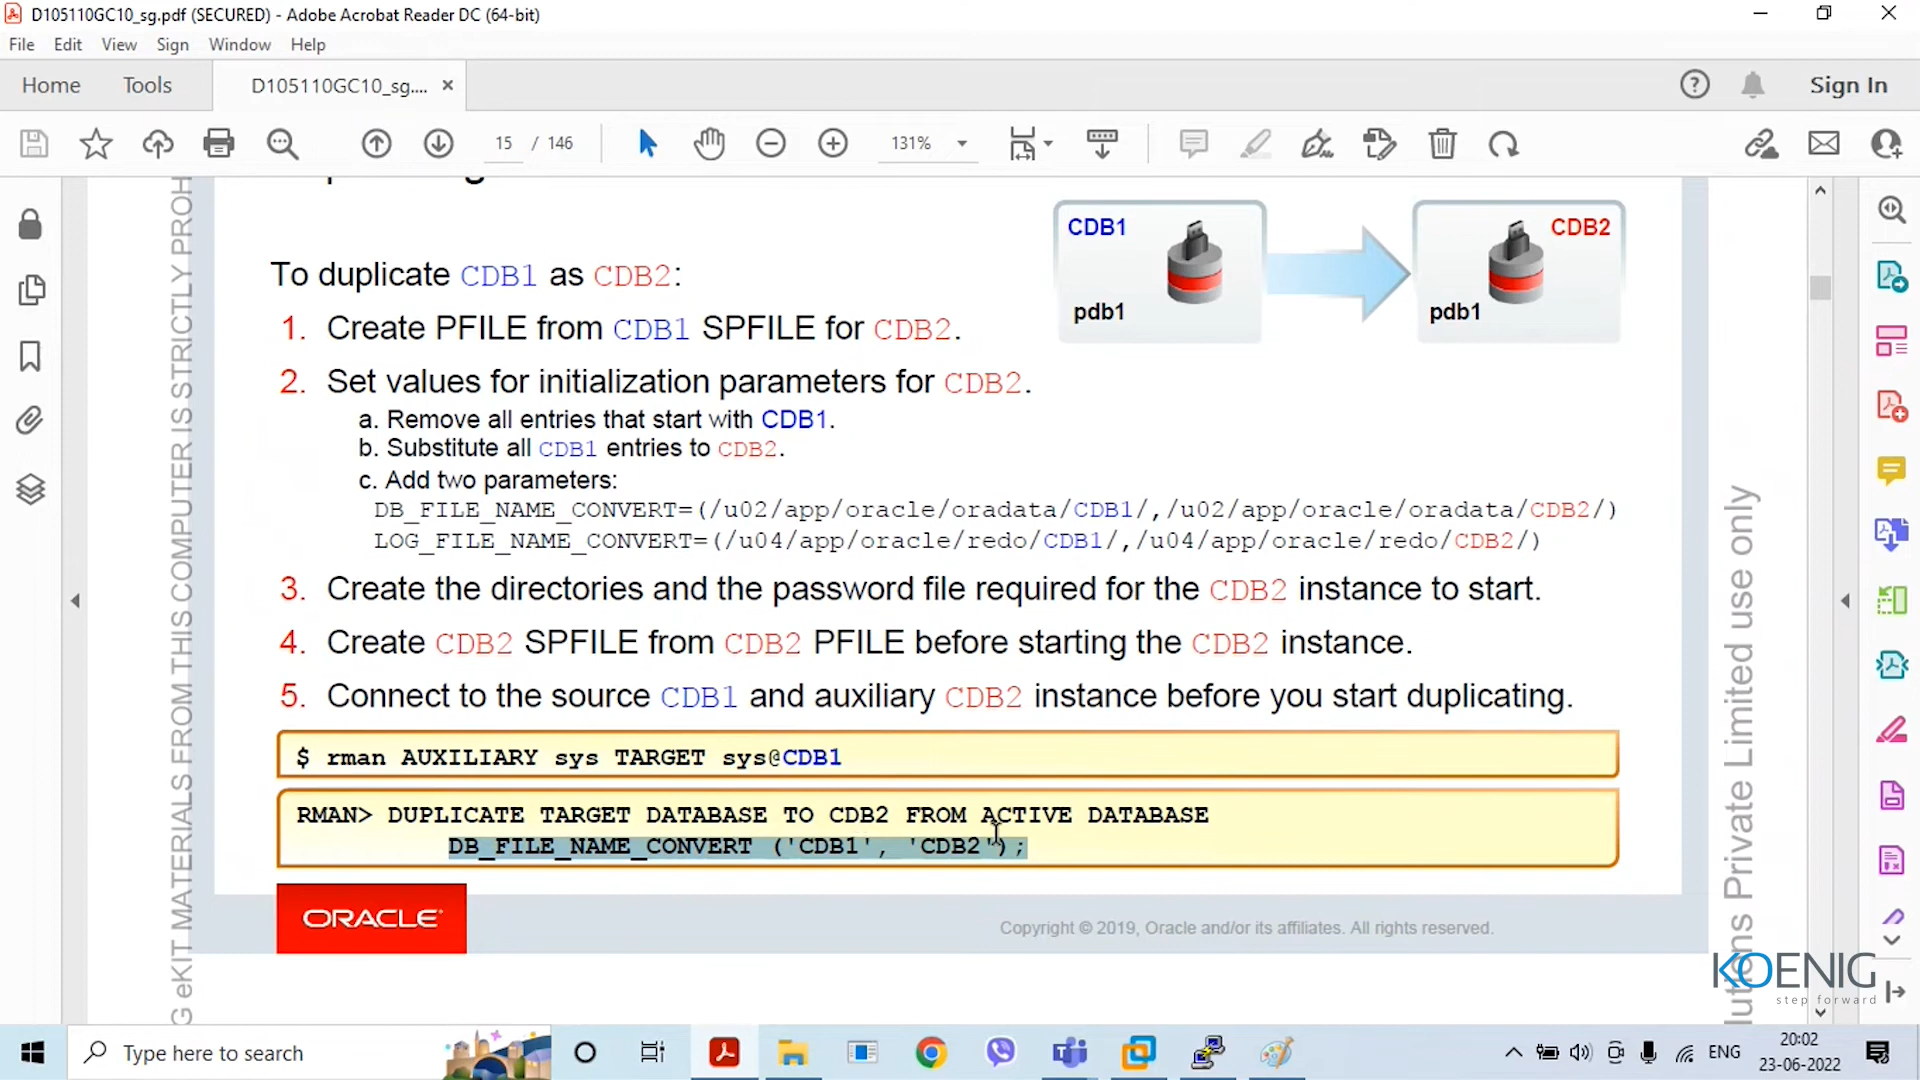 D105110GC10_sg.pdf (SECURED) - Adobe Acrobat Reader DC (64-bit)
File Edit View Sign Window Help
Home Tools D105110GC10_sg.... × Sign In
15 / 146 131%
CDB1 CDB2
pdb1 pdb1
To duplicate CDB1 as CDB2:
1. Create PFILE from CDB1 SPFILE for CDB2.
2. Set values for initialization parameters for CDB2.
a. Remove all entries that start with CDB1.
b. Substitute all CDB1 entries to CDB2.
c. Add two parameters:
DB_FILE_NAME_CONVERT=(/u02/app/oracle/oradata/CDB1/,/u02/app/oracle/oradata/CDB2/)
LOG_FILE_NAME_CONVERT=(/u04/app/oracle/redo/CDB1/,/u04/app/oracle/redo/CDB2/)
3. Create the directories and the password file required for the CDB2 instance to start.
4. Create CDB2 SPFILE from CDB2 PFILE before starting the CDB2 instance.
5. Connect to the source CDB1 and auxiliary CDB2 instance before you start duplicating.
$ rman AUXILIARY sys TARGET sys@CDB1
RMAN> DUPLICATE TARGET DATABASE TO CDB2 FROM ACTIVE DATABASE
DB_FILE_NAME_CONVERT ('CDB1', 'CDB2');
ORACLE
Copyright © 2019, Oracle and/or its affiliates. All rights reserved.
G eKIT MATERIALS FROM THIS COMPUTER IS STRICTLY PROH
lutions Private Limited use only
KOENIG
step forward
Type here to search
ENG
20:02
23-06-2022